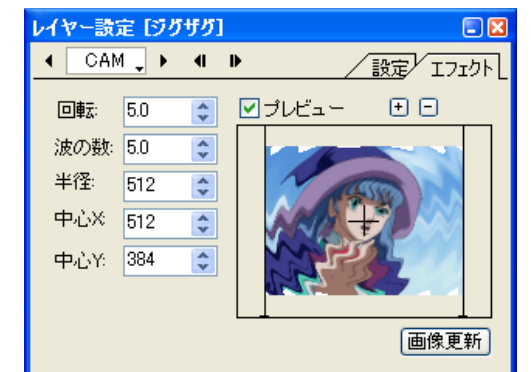 レイヤー設定 [ジグザグ]
CAM
設定
エフェクト
回転: 5.0
プレビュー
波の数: 5.0
半径: 512
中心X: 512
中心Y: 384
画像更新